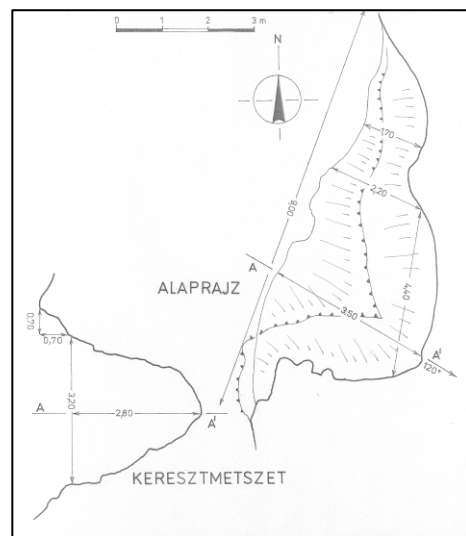 0 1 2 3 m
N
1,70
2,20
8,00
A
ALAPRAJZ
3,50
4,40
A'
120°
0,70
0,70
3,20
A
2,60
A'
KERESZTMETSZET